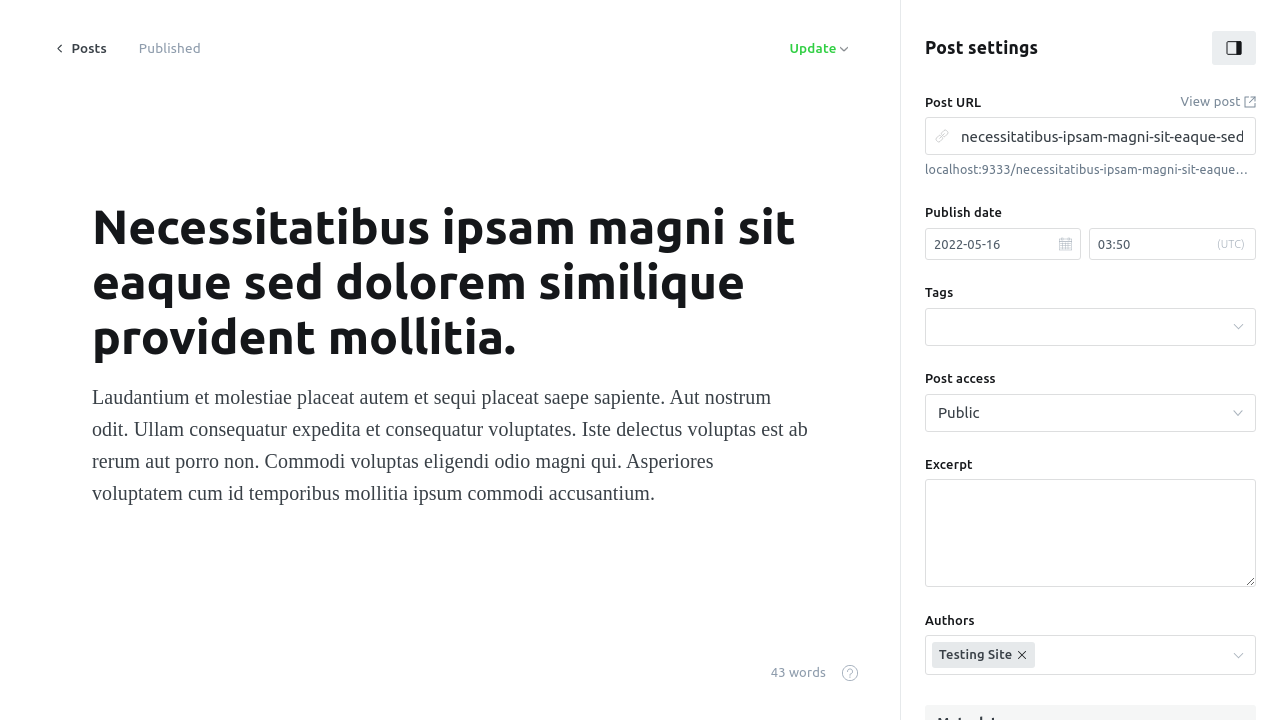 Posts
Published
Update
Necessitatibus ipsam magni sit
eaque sed dolorem similique
provident mollitia.
Laudantium et molestiae placeat autem et sequi placeat saepe sapiente. Aut nostrum
odit. Ullam consequatur expedita et consequatur voluptates. Iste delectus voluptas est ab
rerum aut porro non. Commodi voluptas eligendi odio magni qui. Asperiores
voluptatem cum id temporibus mollitia ipsum commodi accusantium.
43 words
Post settings
Post URL
View post
necessitatibus-ipsam-magni-sit-eaque-sed
localhost:9333/necessitatibus-ipsam-magni-sit-eaque...
Publish date
2022-05-16
03:50
(UTC)
Tags
Post access
Public
Excerpt
Authors
Testing Site